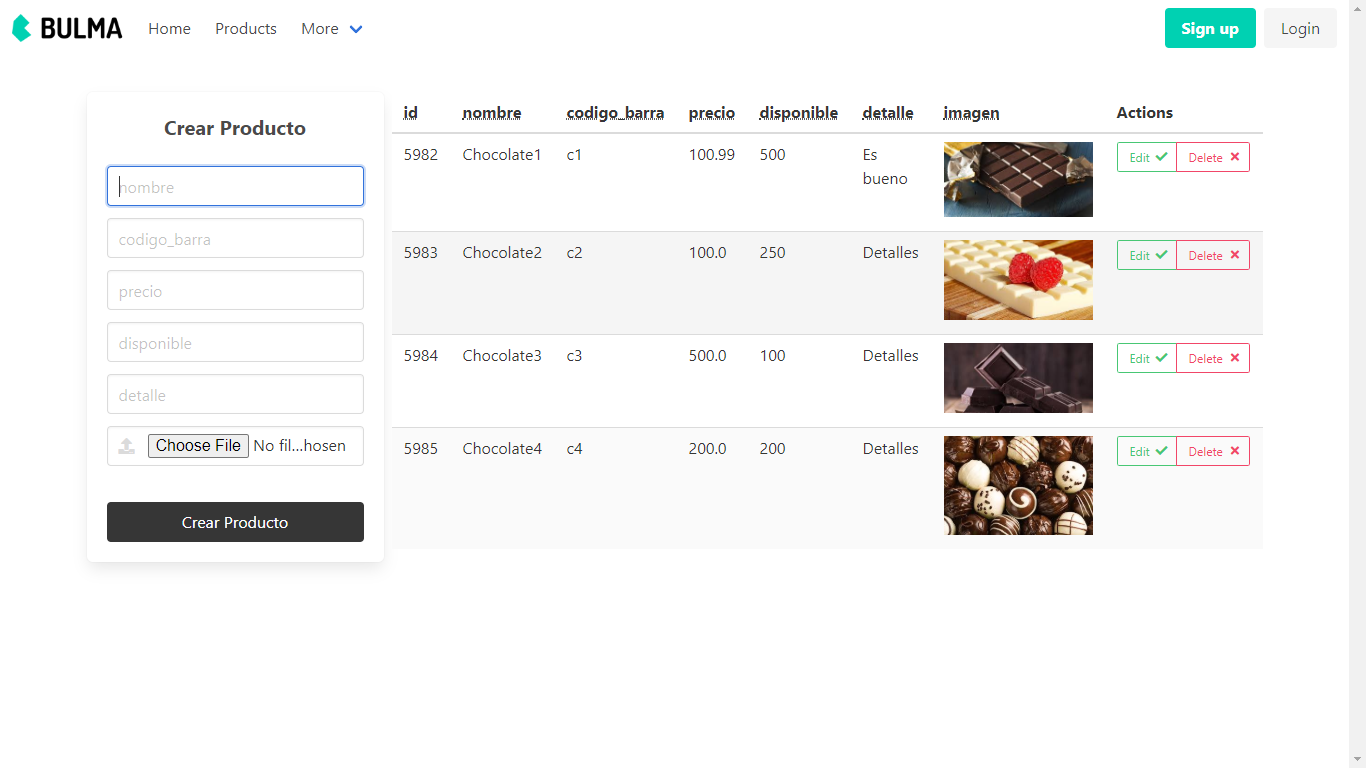 BULMA Home Products More Sign up Login
Crear Producto
nombre
codigo_barra
precio
disponible
detalle
Choose File No fil...hosen
Crear Producto
id nombre codigo_barra precio disponible detalle imagen Actions
5982 Chocolate1 c1 100.99 500 Es Edit Delete
bueno
5983 Chocolate2 c2 100.0 250 Detalles Edit Delete
5984 Chocolate3 c3 500.0 100 Detalles Edit Delete
5985 Chocolate4 c4 200.0 200 Detalles Edit Delete